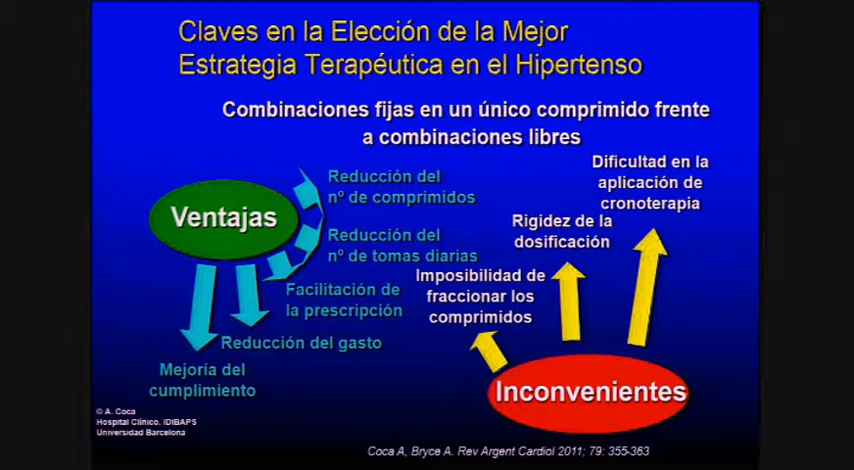 Claves en la Elección de la Mejor
Estrategia Terapéutica en el Hipertenso
Combinaciones fijas en un único comprimido frente
a combinaciones libres
Ventajas
Reducción del
nº de comprimidos
Reducción del
nº de tomas diarias
Facilitación de
la prescripción
Reducción del gasto
Mejoría del
cumplimiento
Dificultad en la
aplicación de
cronoterapia
Rigidez de la
dosificación
Imposibilidad de
fraccionar los
comprimidos
Inconvenientes
© A. Coca
Hospital Clínico. IDIBAPS
Universidad Barcelona
Coca A, Bryce A. Rev Argent Cardiol 2011; 79: 355-363